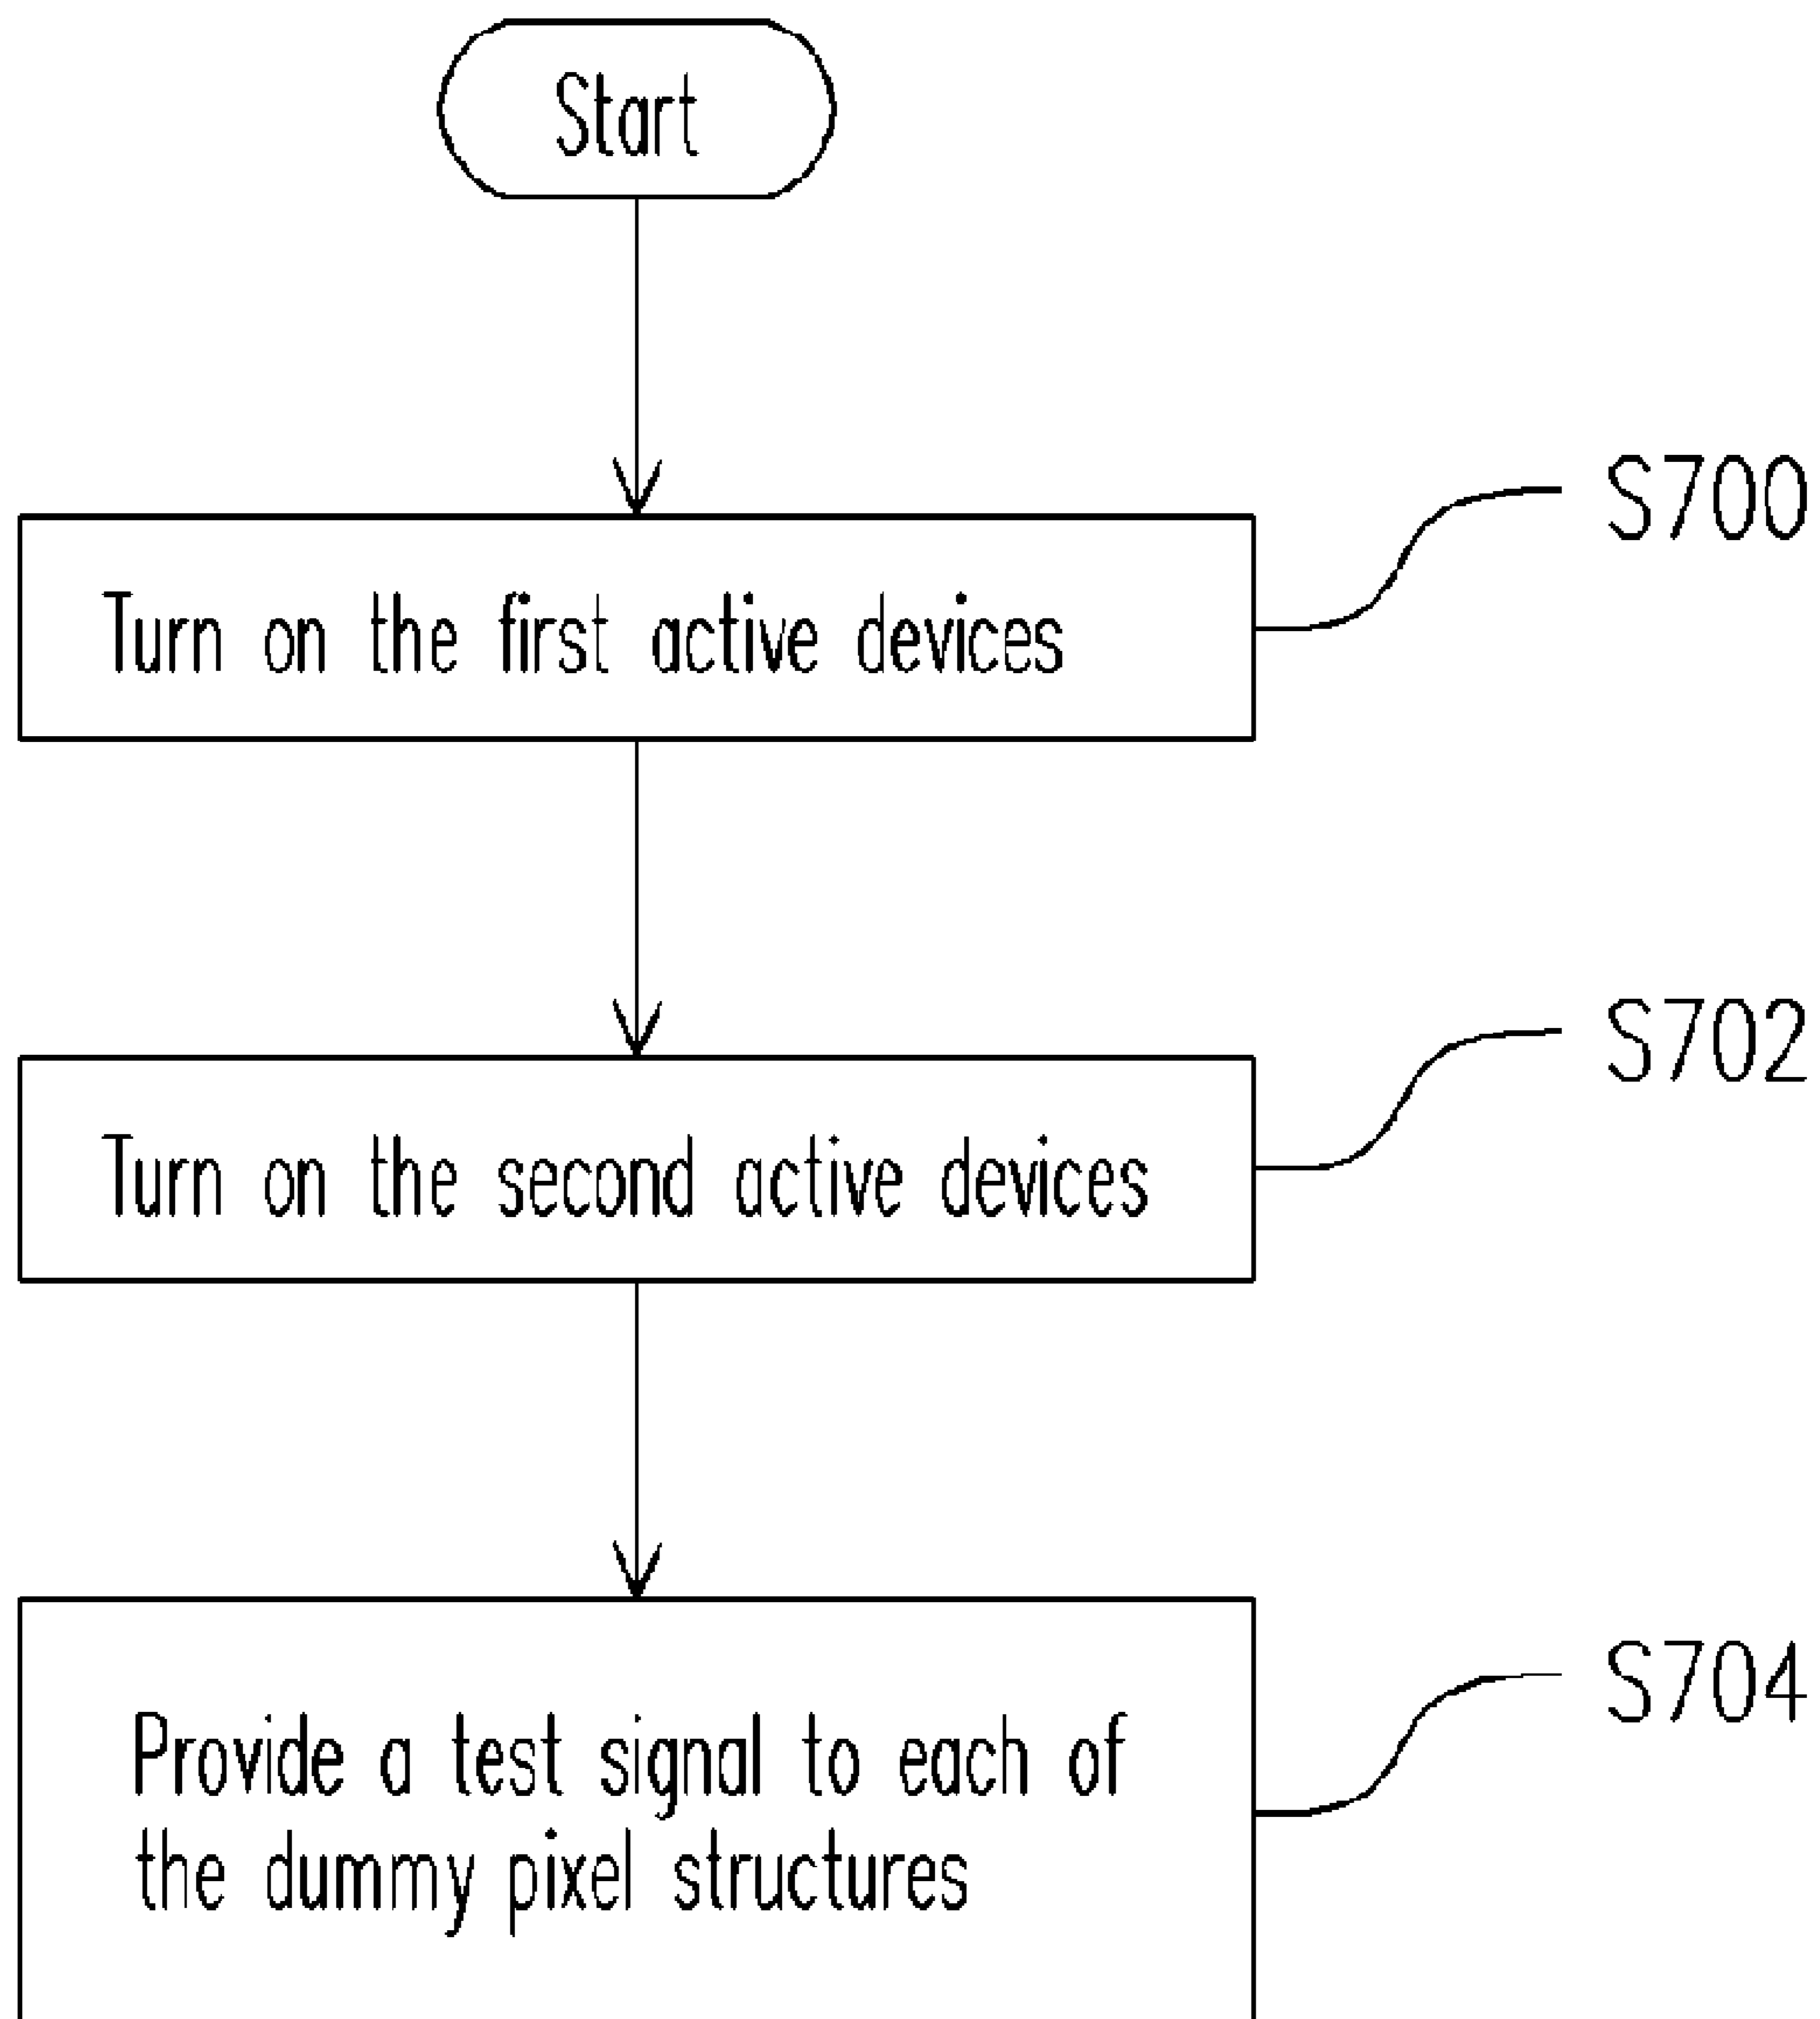 Start
S700
Turn on the first active devices
S702
Turn on the second active devices
S704
Provide a test signal to each of
the dummy pixel structures